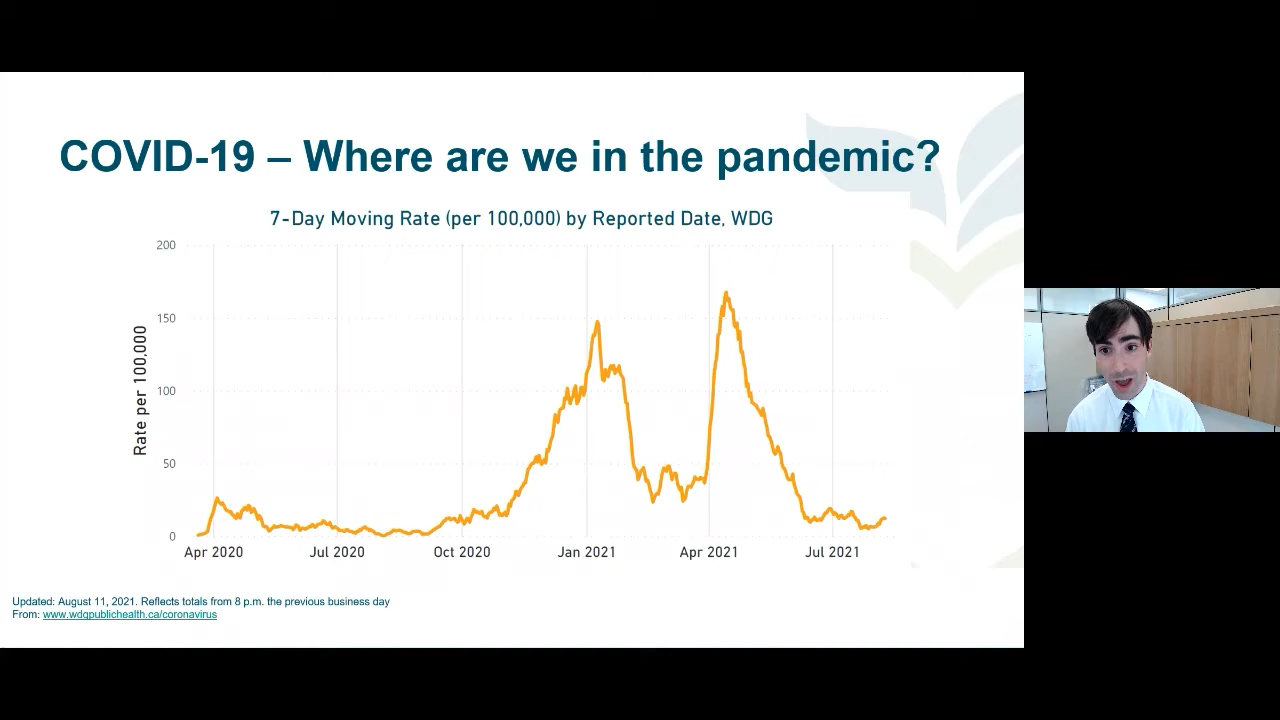 COVID-19 – Where are we in the pandemic?
7-Day Moving Rate (per 100,000) by Reported Date, WDG
200
150
100
50
0
Rate per 100,000
Apr 2020 Jul 2020 Oct 2020 Jan 2021 Apr 2021 Jul 2021
Updated: August 11, 2021. Reflects totals from 8 p.m. the previous business day
From: www.wdgpublichealth.ca/coronavirus